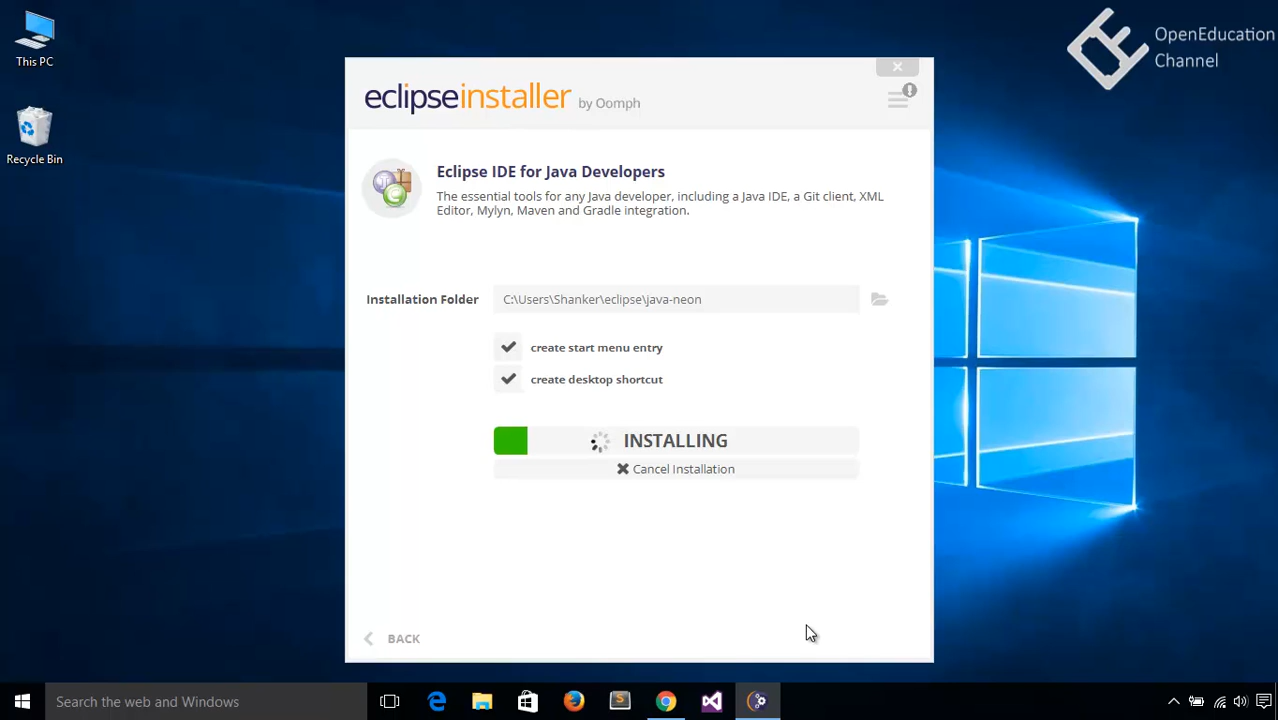 This PC
Recycle Bin
OpenEducation
Channel
eclipseinstaller by Oomph
Eclipse IDE for Java Developers
The essential tools for any Java developer, including a Java IDE, a Git client, XML
Editor, Mylyn, Maven and Gradle integration.
Installation Folder
C:\Users\Shanker\eclipse\java-neon
create start menu entry
create desktop shortcut
INSTALLING
Cancel Installation
BACK
Search the web and Windows